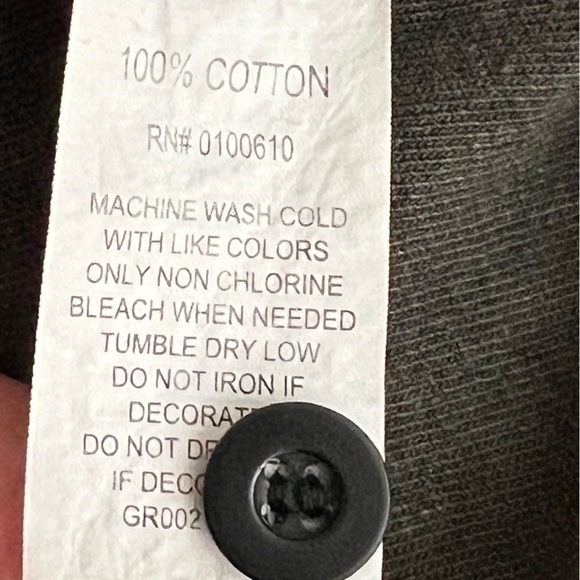 100% COTTON
RN# 0100610
MACHINE WASH COLD
WITH LIKE COLORS
ONLY NON CHLORINE
BLEACH WHEN NEEDED
TUMBLE DRY LOW
DO NOT IRON IF
DO NOT
IF
GR002